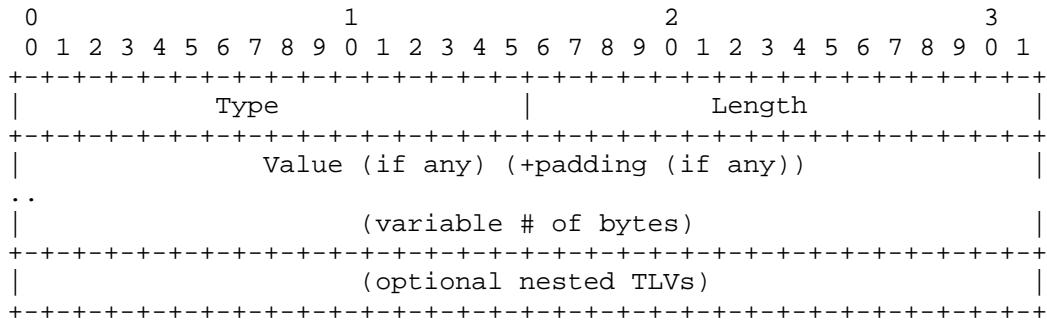 0                   1                   2                   3
 0 1 2 3 4 5 6 7 8 9 0 1 2 3 4 5 6 7 8 9 0 1 2 3 4 5 6 7 8 9 0 1
+-+-+-+-+-+-+-+-+-+-+-+-+-+-+-+-+-+-+-+-+-+-+-+-+-+-+-+-+-+-+-+-+
|            Type               |           Length              |
+-+-+-+-+-+-+-+-+-+-+-+-+-+-+-+-+-+-+-+-+-+-+-+-+-+-+-+-+-+-+-+-+
|               Value (if any) (+padding (if any))              |
..
|                     (variable # of bytes)                     |
+-+-+-+-+-+-+-+-+-+-+-+-+-+-+-+-+-+-+-+-+-+-+-+-+-+-+-+-+-+-+-+-+
|                     (optional nested TLVs)                    |
+-+-+-+-+-+-+-+-+-+-+-+-+-+-+-+-+-+-+-+-+-+-+-+-+-+-+-+-+-+-+-+-+